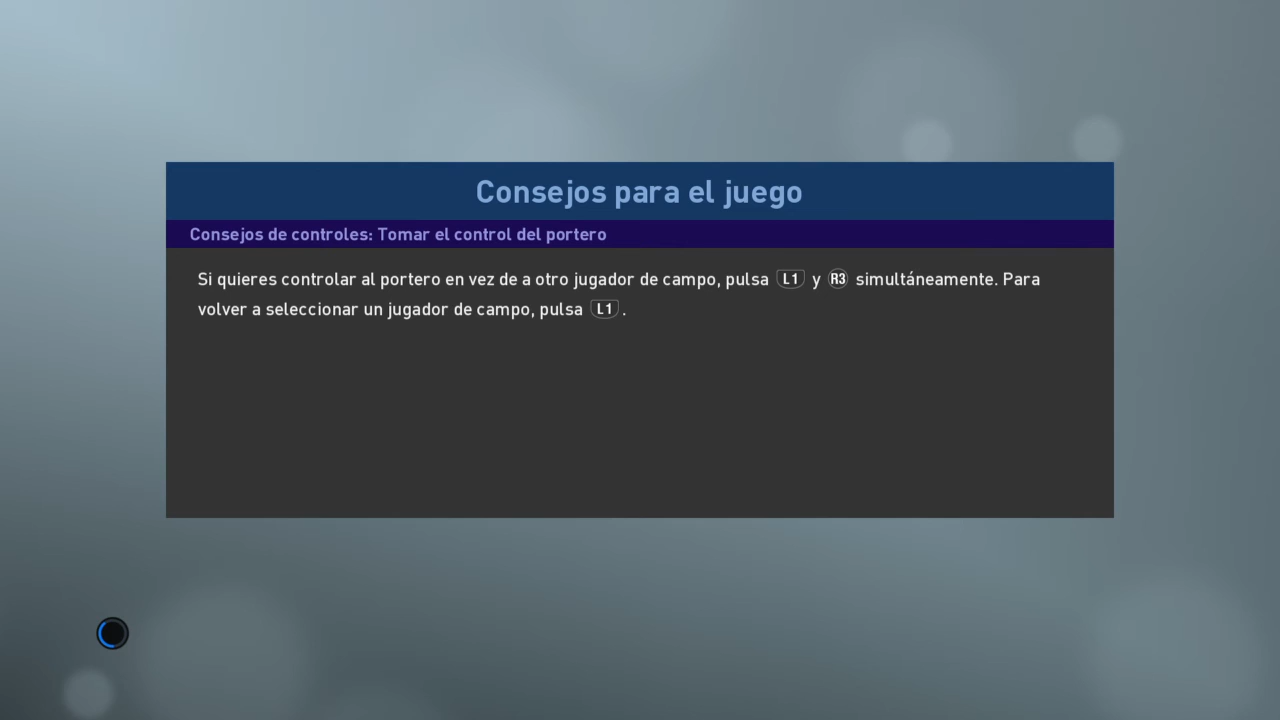 Consejos para el juego
Consejos de controles: Tomar el control del portero
Si quieres controlar al portero en vez de a otro jugador de campo, pulsa L1 y R3 simultáneamente. Para
volver a seleccionar un jugador de campo, pulsa L1 .